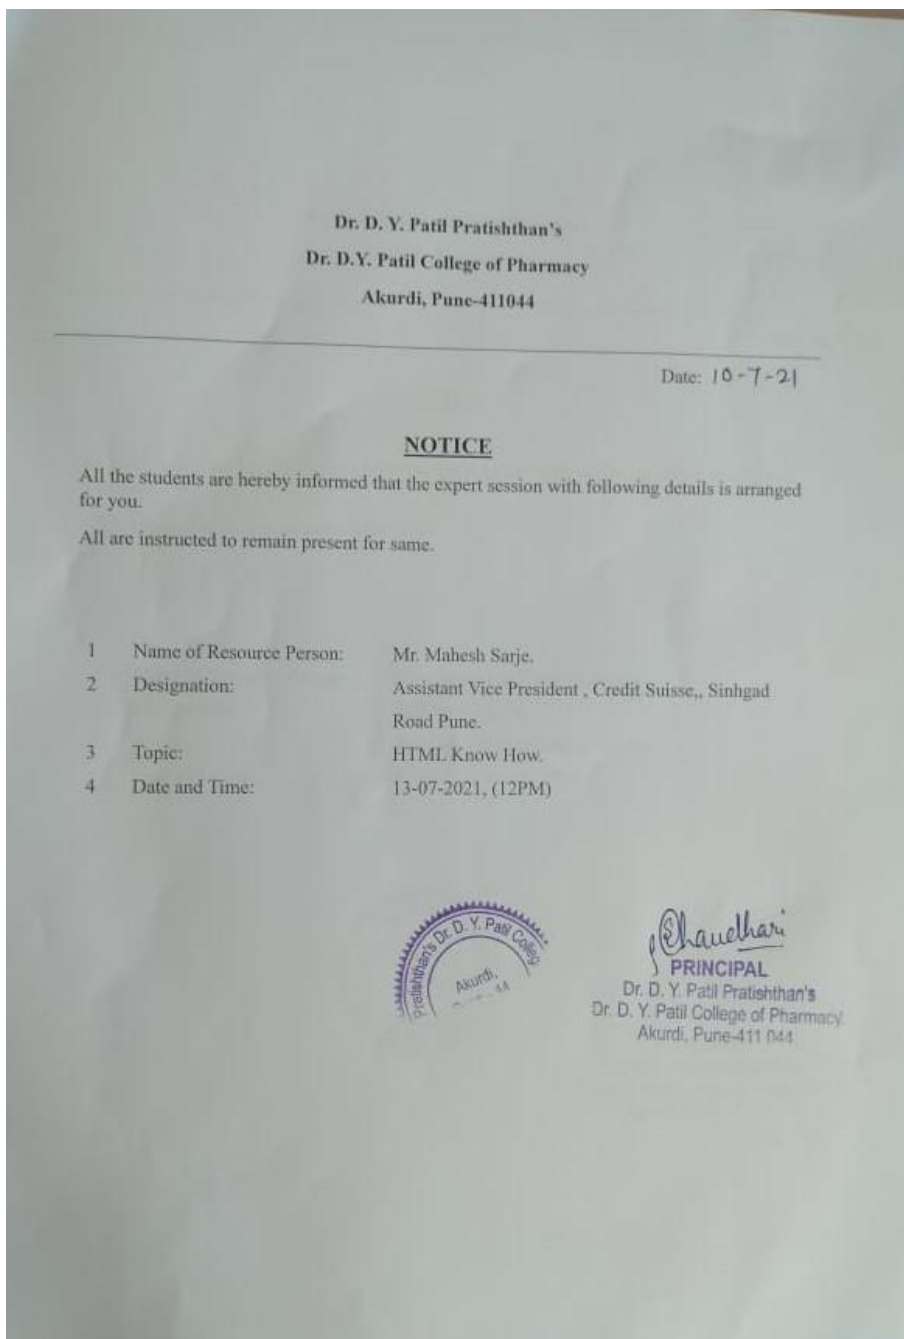 Dr. D. Y. Patil Pratishthan's
Dr. D.Y. Patil College of Pharmacy
Akurdi, Pune-411044
Date: 10-7-21
NOTICE
All the students are hereby informed that the expert session with following details is arranged
for you.
All are instructed to remain present for same.
1 Name of Resource Person: Mr. Mahesh Sarje.
2 Designation: Assistant Vice President , Credit Suisse,, Sinhgad
Road Pune.
3 Topic: HTML Know How.
4 Date and Time: 13-07-2021, (12PM)
Pratishthan's Dr. D. Y. Patil Colleg
Akurdi,
Chaudhari
PRINCIPAL
Dr. D. Y. Patil Pratishthan's
Dr. D. Y. Patil College of Pharmacy
Akurdi, Pune-411 044